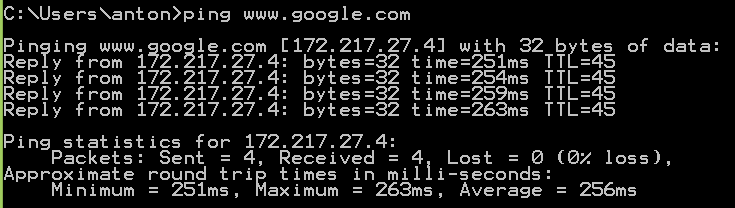 C:\Users\anton>ping www.google.com
Pinging www.google.com [172.217.27.4] with 32 bytes of data:
Reply from 172.217.27.4: bytes=32 time=251ms TTL=45
Reply from 172.217.27.4: bytes=32 time=254ms TTL=45
Reply from 172.217.27.4: bytes=32 time=259ms TTL=45
Reply from 172.217.27.4: bytes=32 time=263ms TTL=45
Ping statistics for 172.217.27.4:
    Packets: Sent = 4, Received = 4, Lost = 0 (0% loss),
Approximate round trip times in milli-seconds:
    Minimum = 251ms, Maximum = 263ms, Average = 256ms